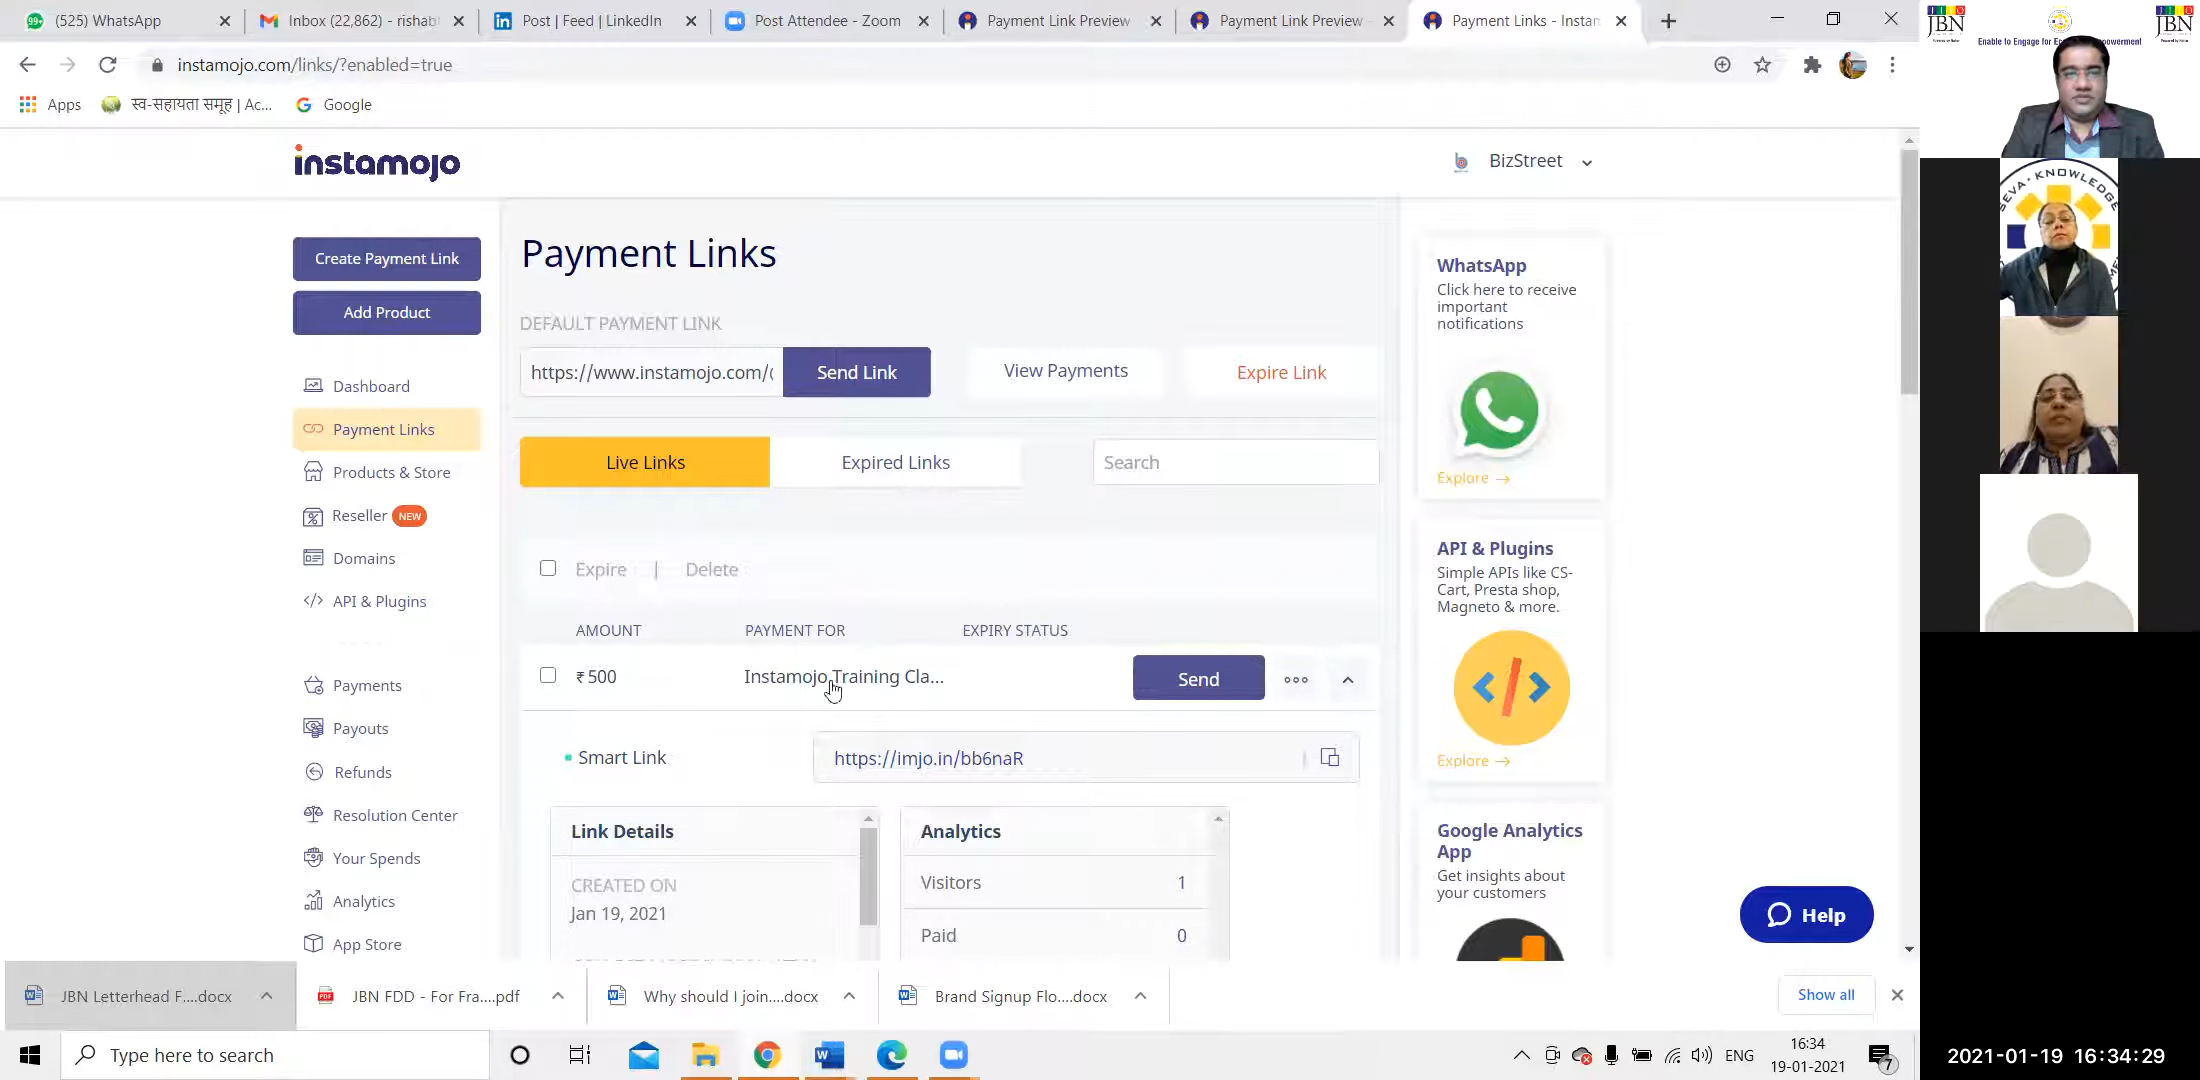 (525) WhatsApp
Inbox (22,862) - rishab
Post | Feed | LinkedIn
Post Attendee - Zoom
Payment Link Preview
Payment Link Preview
Payment Links - Instam
instamojo.com/links/?enabled=true
Apps
स्व-सहायता समूह | Ac...
Google
instamojo
BizStreet
Create Payment Link
Add Product
Dashboard
Payment Links
Products & Store
Reseller NEW
Domains
API & Plugins
Payments
Payouts
Refunds
Resolution Center
Your Spends
Analytics
App Store
Payment Links
DEFAULT PAYMENT LINK
https://www.instamojo.com/@
Send Link
View Payments
Expire Link
Live Links
Expired Links
Search
Expire | Delete
AMOUNT
PAYMENT FOR
EXPIRY STATUS
₹500
Instamojo Training Cla...
Send
Smart Link
https://imjo.in/bb6naR
Link Details
CREATED ON
Jan 19, 2021
Analytics
Visitors 1
Paid 0
WhatsApp
Click here to receive
important
notifications
Explore →
API & Plugins
Simple APIs like CS-
Cart, Presta shop,
Magneto & more.
Explore →
Google Analytics
App
Get insights about
your customers
Help
JBN Letterhead F....docx
JBN FDD - For Fra....pdf
Why should I join....docx
Brand Signup Flo....docx
Show all
Type here to search
ENG
16:34
19-01-2021
7
JBN
JBN
SEVA • KNOWLEDGE
2021-01-19 16:34:29